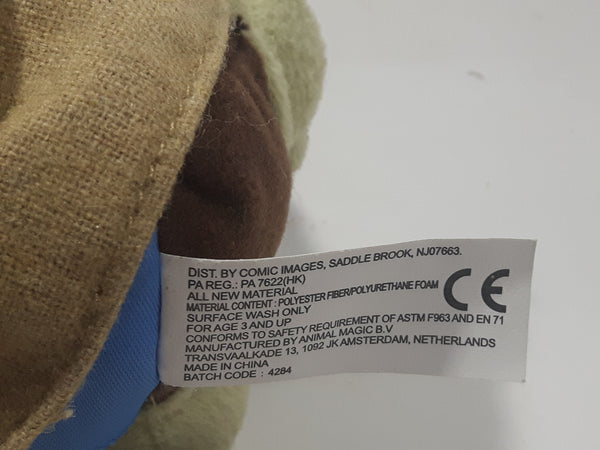 DIST. BY COMIC IMAGES, SADDLE BROOK, NJ07663.
PA REG.: PA 7622(HK)
ALL NEW MATERIAL
MATERIAL CONTENT : POLYESTER FIBER/POLYURETHANE FOAM
SURFACE WASH ONLY
FOR AGE 3 AND UP
CONFORMS TO SAFETY REQUIREMENT OF ASTM F963 AND EN 71
MANUFACTURED BY ANIMAL MAGIC B.V
TRANSVAALKADE 13, 1092 JK AMSTERDAM, NETHERLANDS
MADE IN CHINA
BATCH CODE : 4284
CE